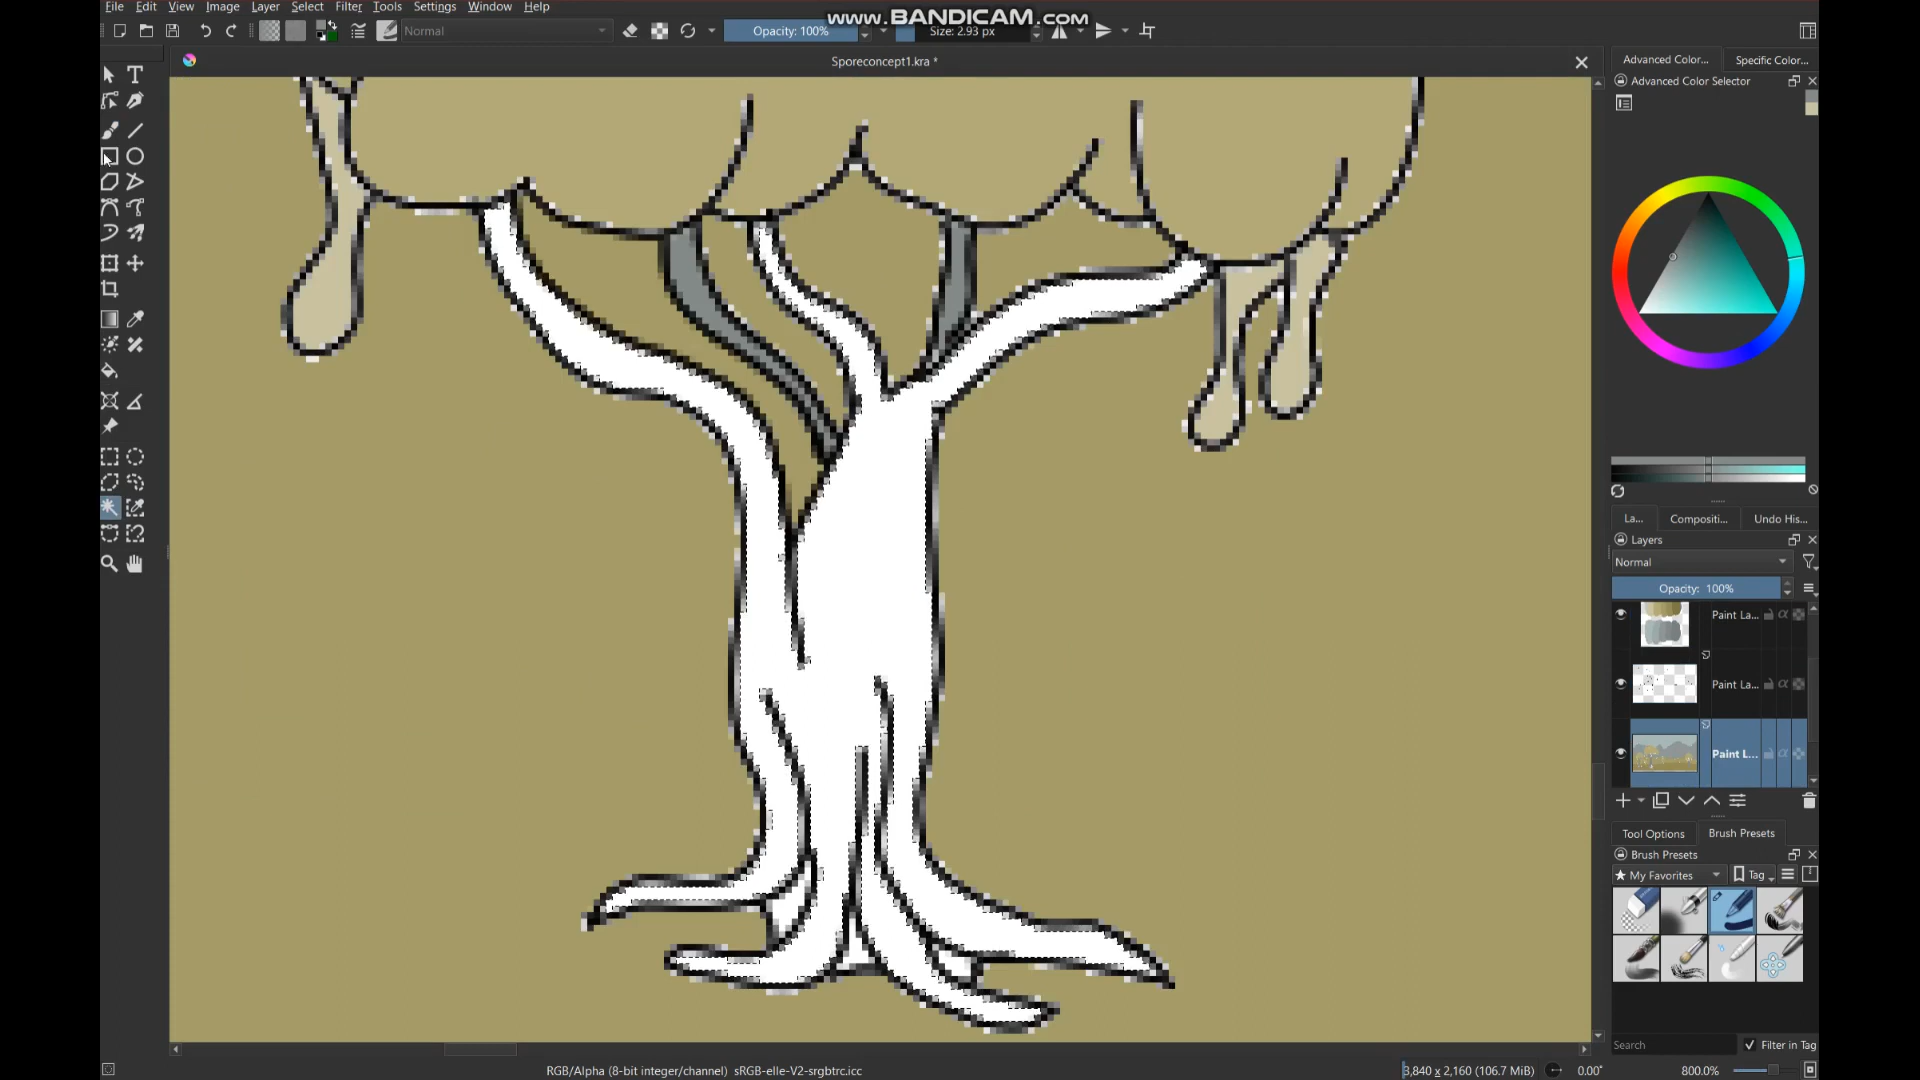 File Edit View Image Layer Select Filter Tools Settings Window Help
www.BANDICAM.com
Normal
Opacity: 100%
Size: 2.93 px
Sporeconcept1.kra *
Advanced Color...
Specific Color...
Advanced Color Selector
La...
Compositi...
Undo His...
Layers
Normal
Opacity: 100%
Paint La...
Paint La...
Paint L...
Tool Options
Brush Presets
Brush Presets
My Favorites
Tag
Search
Filter in Tag
RGB/Alpha (8-bit integer/channel) sRGB-elle-V2-srgbtrc.icc
3,840 x 2,160 (106.7 MiB)
0.00°
800.0%